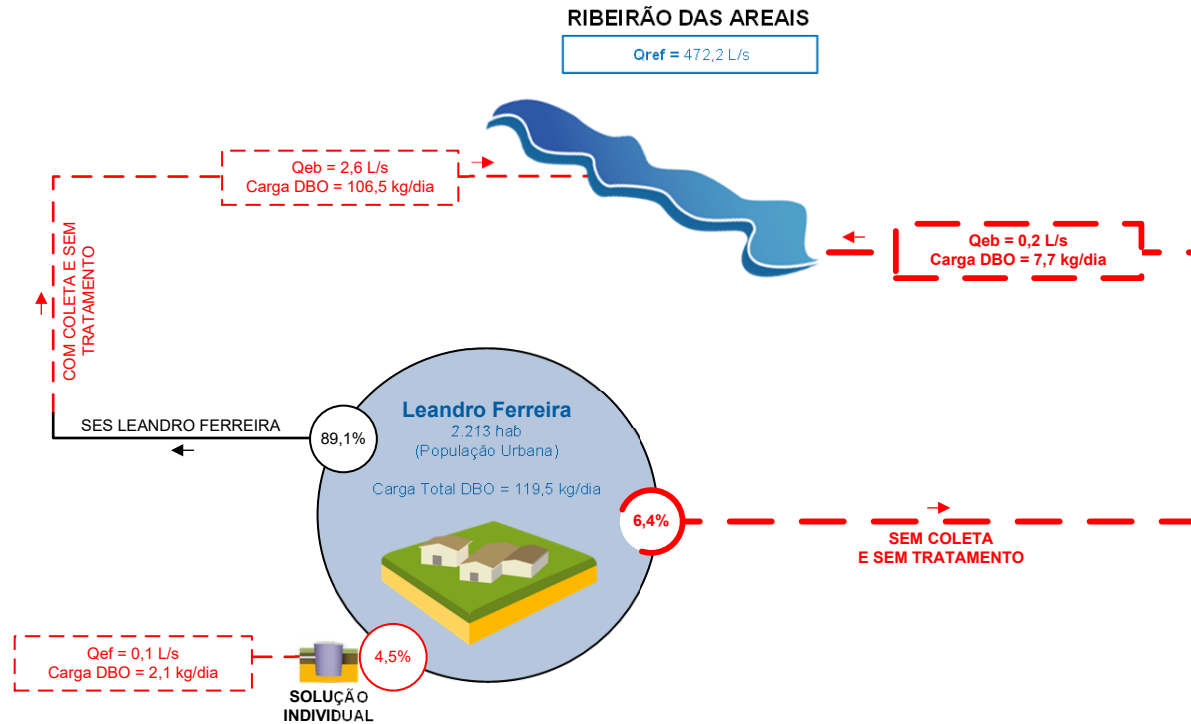 RIBEIRÃO DAS AREAIS
Qref = 472,2 L/s
Qeb = 2,6 L/s
Carga DBO = 106,5 kg/dia
Qeb = 0,2 L/s
Carga DBO = 7,7 kg/dia
COM COLETA E SEM
TRATAMENTO
SES LEANDRO FERREIRA
89,1%
Leandro Ferreira
2.213 hab
(População Urbana)
Carga Total DBO = 119,5 kg/dia
6,4%
SEM COLETA
E SEM TRATAMENTO
Qef = 0,1 L/s
Carga DBO = 2,1 kg/dia
4,5%
SOLUÇÃO
INDIVIDUAL